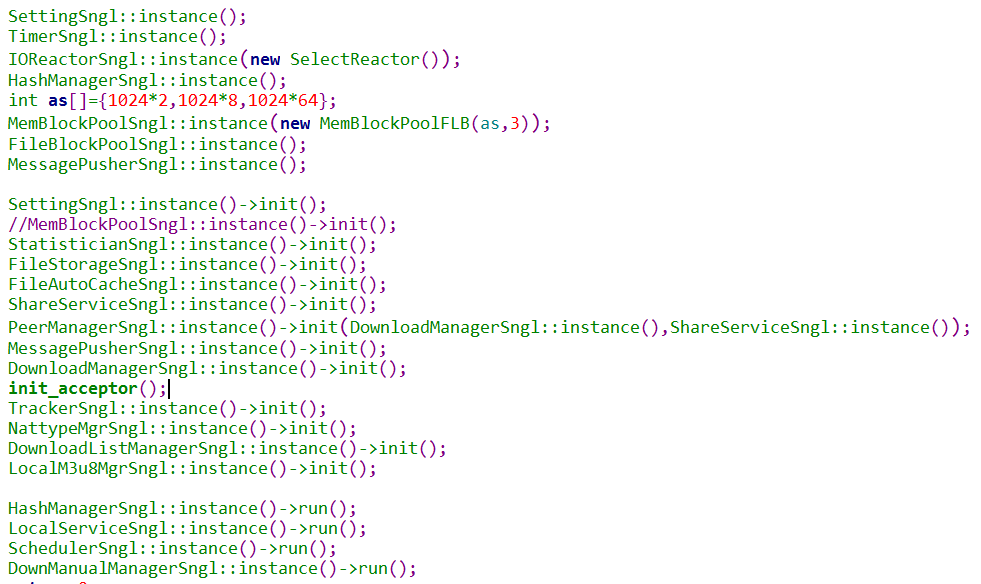 SettingSngl::instance();
TimerSngl::instance();
IOReactorSngl::instance(new SelectReactor());
HashManagerSngl::instance();
int as[]={1024*2,1024*8,1024*64};
MemBlockPoolSngl::instance(new MemBlockPoolFLB(as,3));
FileBlockPoolSngl::instance();
MessagePusherSngl::instance();
SettingSngl::instance()->init();
//MemBlockPoolSngl::instance()->init();
StatisticianSngl::instance()->init();
FileStorageSngl::instance()->init();
FileAutoCacheSngl::instance()->init();
ShareServiceSngl::instance()->init();
PeerManagerSngl::instance()->init(DownloadManagerSngl::instance(),ShareServiceSngl::instance());
MessagePusherSngl::instance()->init();
DownloadManagerSngl::instance()->init();
init_acceptor();
TrackerSngl::instance()->init();
NattypeMgrSngl::instance()->init();
DownloadListManagerSngl::instance()->init();
LocalM3u8MgrSngl::instance()->init();
HashManagerSngl::instance()->run();
LocalServiceSngl::instance()->run();
SchedulerSngl::instance()->run();
DownManualManagerSngl::instance()->run();